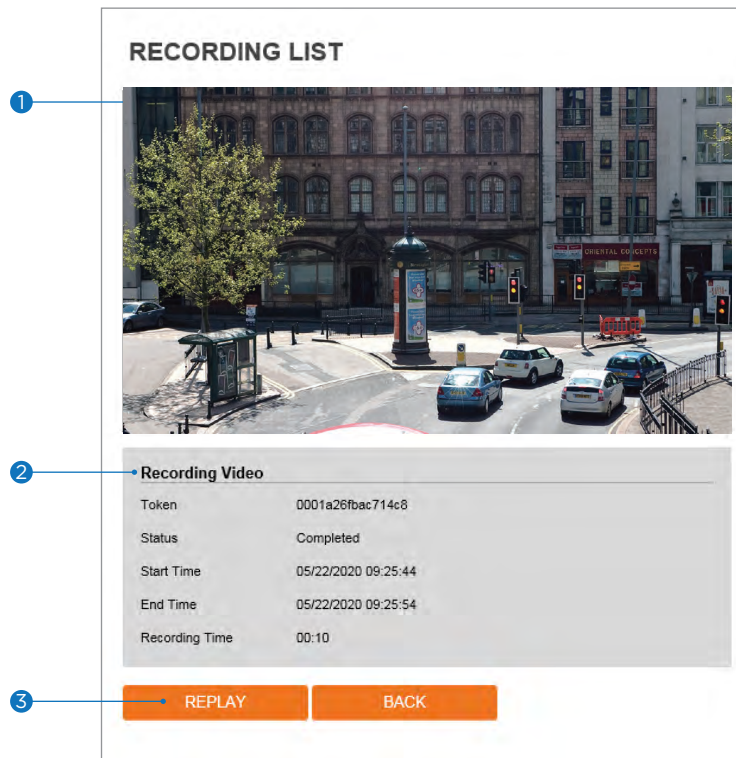 RECORDING LIST
1
ORIENTAL CONCEPTS
2
Recording Video
Token 0001a26fbac714c8
Status Completed
Start Time 05/22/2020 09:25:44
End Time 05/22/2020 09:25:54
Recording Time 00:10
3
REPLAY BACK